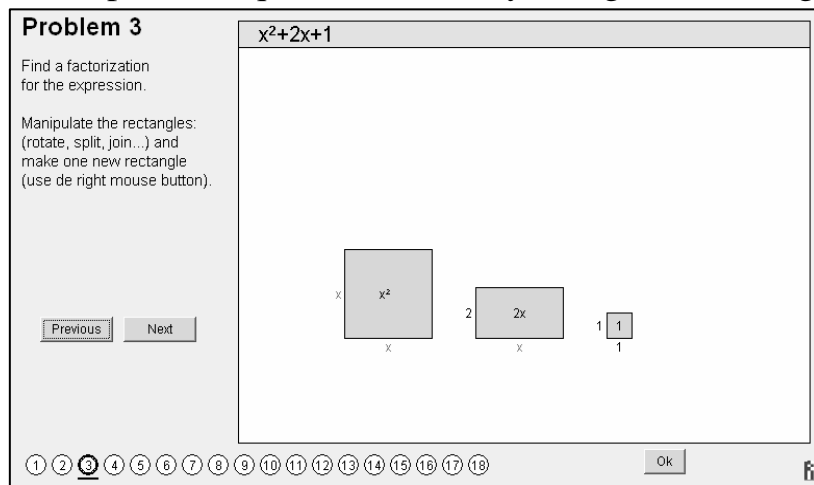 Problem 3
x²+2x+1
Find a factorization
for the expression.
Manipulate the rectangles:
(rotate, split, join...) and
make one new rectangle
(use de right mouse button).
x
x²
x
2
2x
x
1
1
1
Previous
Next
1 2 3 4 5 6 7 8 9 10 11 12 13 14 15 16 17 18
Ok